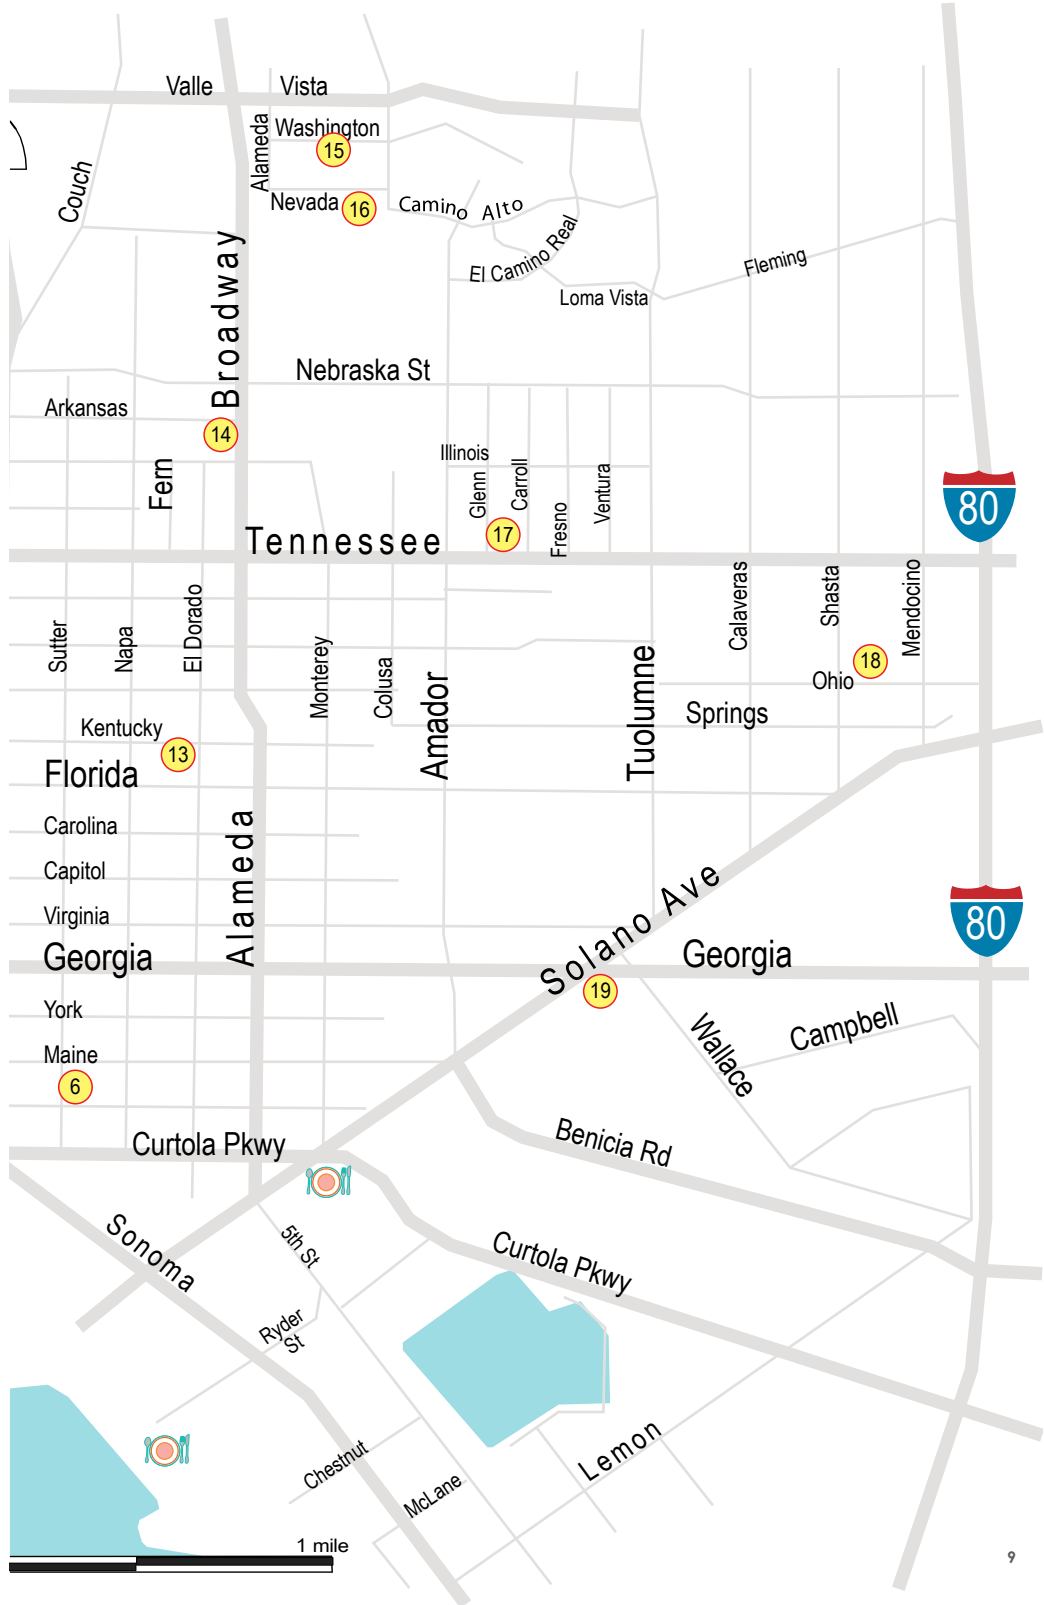 Valle Vista
Washington
15
Alameda
Couch
Nevada
16
Camino Alto
El Camino Real
Fleming
Loma Vista
Broadway
Nebraska St
Arkansas
14
Illinois
Fern
Glenn
Carroll
Ventura
Fresno
80
17
Tennessee
Calaveras
Shasta
Mendocino
Sutter
Napa
El Dorado
Monterey
Colusa
Amador
Tuolumne
18
Ohio
Springs
Kentucky
13
Florida
Carolina
Alameda
Capitol
Virginia
Solano Ave
80
Georgia
Georgia
19
York
Wallace
Campbell
Maine
6
Curtola Pkwy
Benicia Rd
Sonoma
5th St
Curtola Pkwy
Ryder
St
Lemon
Chestnut
McLane
1 mile
9